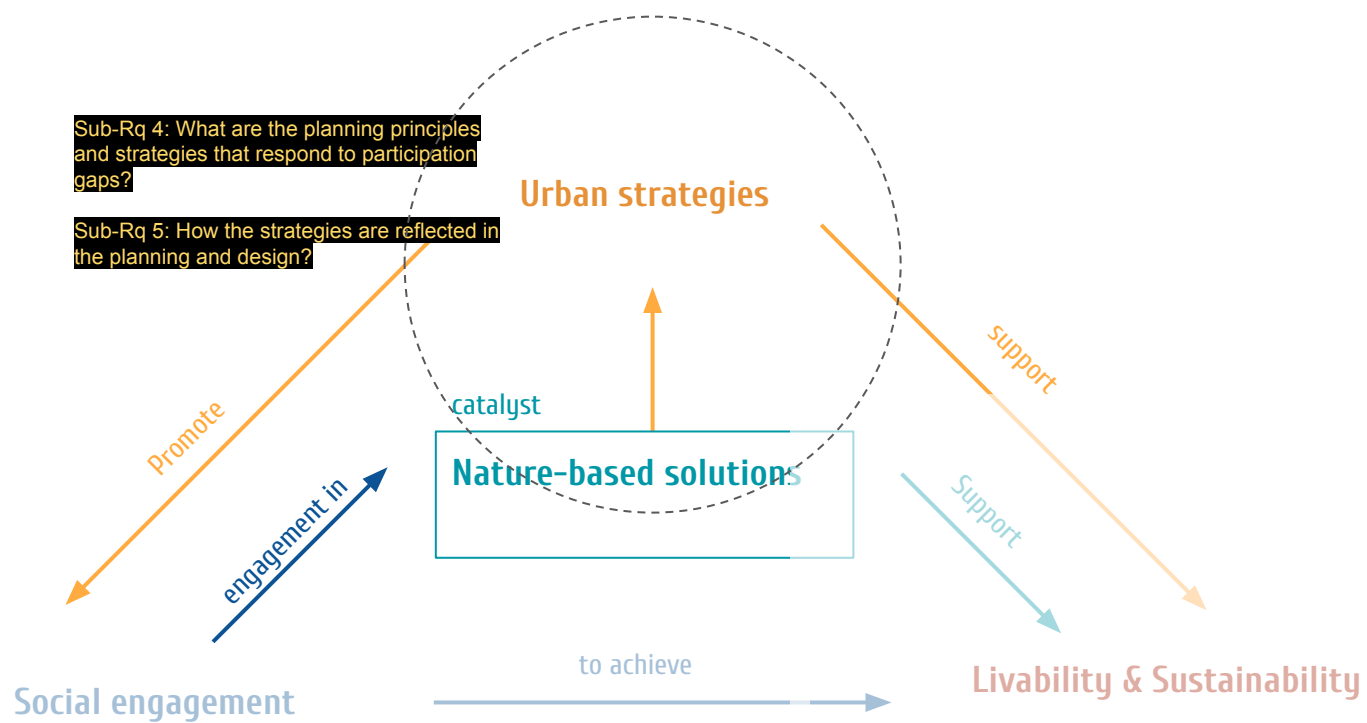 Sub-Rq 4: What are the planning principles
and strategies that respond to participation
gaps?
Sub-Rq 5: How the strategies are reflected in
the planning and design?
Urban strategies
support
catalyst
Promote
Nature-based solutions
engagement in
Support
to achieve
Social engagement
Livability & Sustainability